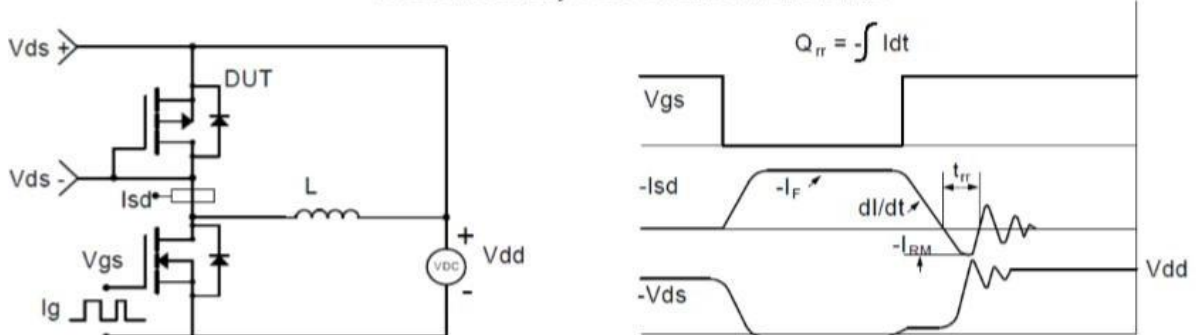 Vds +
DUT
Vds -
Isd
L
Vgs
Ig
+
VDC
-
Vdd
Qrr = -∫ Idt
Vgs
-Isd
-IF
trr
dI/dt
-IRM
Vdd
-Vds